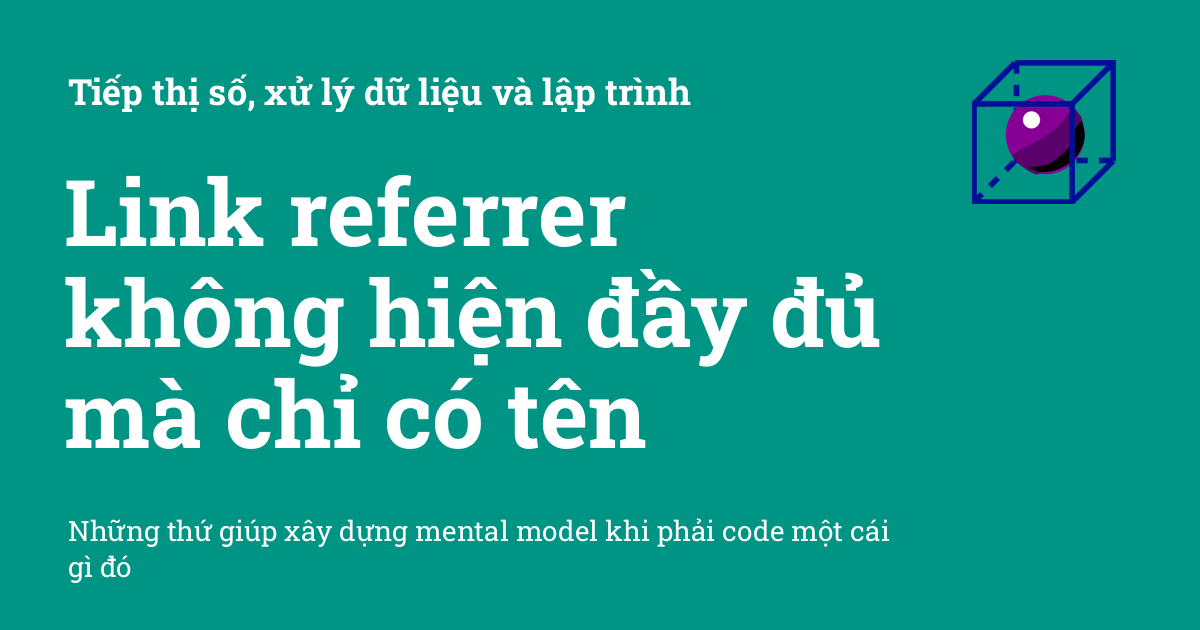 Tiếp thị số, xử lý dữ liệu và lập trình
Link referrer
không hiện đầy đủ
mà chỉ có tên
Những thứ giúp xây dựng mental model khi phải code một cái
gì đó